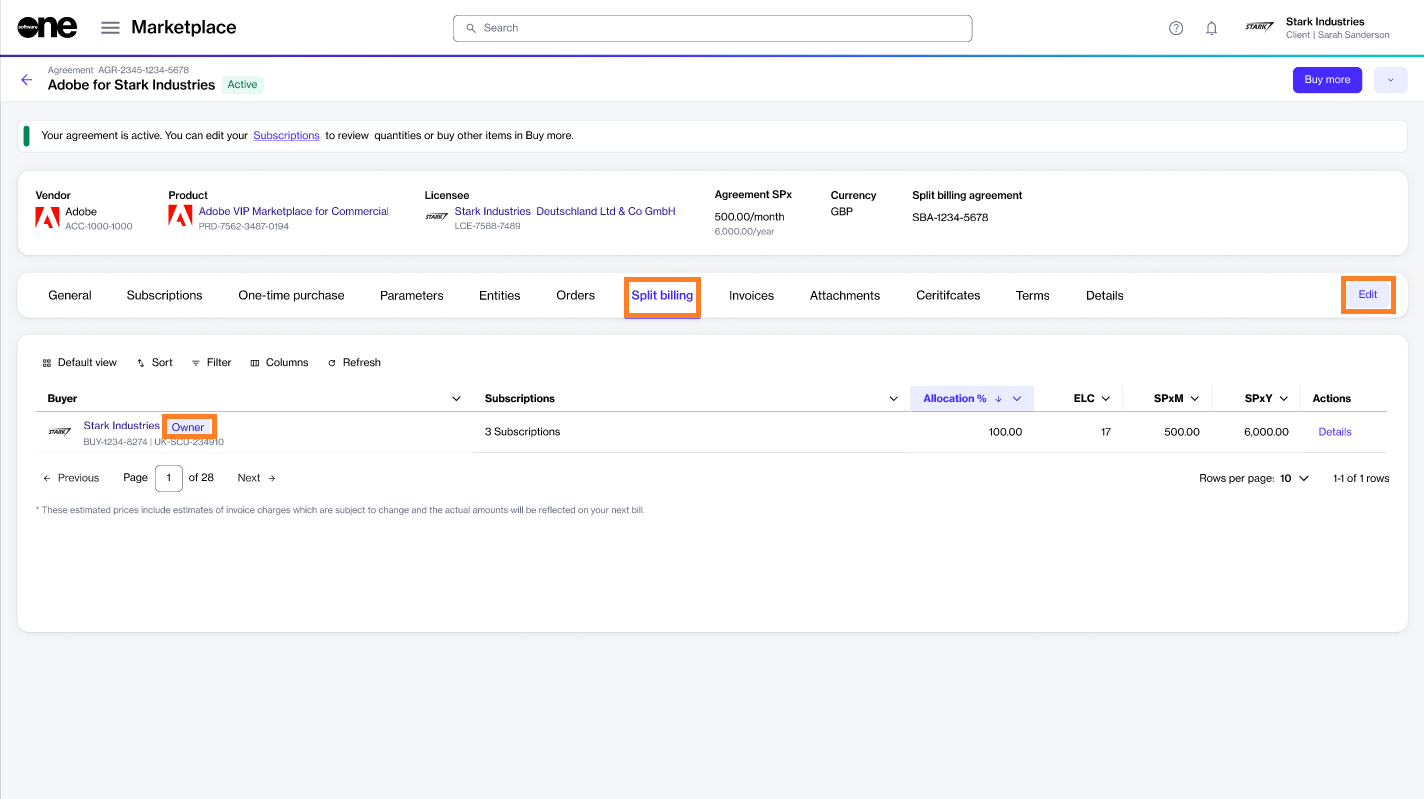 software one
Marketplace
Search
STARK
Stark Industries
Client | Sarah Sanderson
Agreement AGR-2345-1234-5678
Adobe for Stark Industries Active
Buy more
Your agreement is active. You can edit your Subscriptions to review quantities or buy other items in Buy more.
Vendor Product Licensee Agreement SPx Currency Split billing agreement
Adobe Adobe VIP Marketplace for Commercial STARK Stark Industries Deutschland Ltd & Co GmbH 500.00/month GBP SBA-1234-5678
ACC-1000-1000 PRD-7562-3487-0194 LCE-7588-7489 6,000.00/year
General Subscriptions One-time purchase Parameters Entities Orders Split billing Invoices Attachments Ceritifcates Terms Details Edit
Default view Sort Filter Columns Refresh
Buyer Subscriptions Allocation % ELC SPxM SPxY Actions
STARK Stark Industries Owner 3 Subscriptions 100.00 17 500.00 6,000.00 Details
BUY-1234-8274 | UK-SCU-234910
Previous Page 1 of 28 Next Rows per page: 10 1-1 of 1 rows
* These estimated prices include estimates of invoice charges which are subject to change and the actual amounts will be reflected on your next bill.